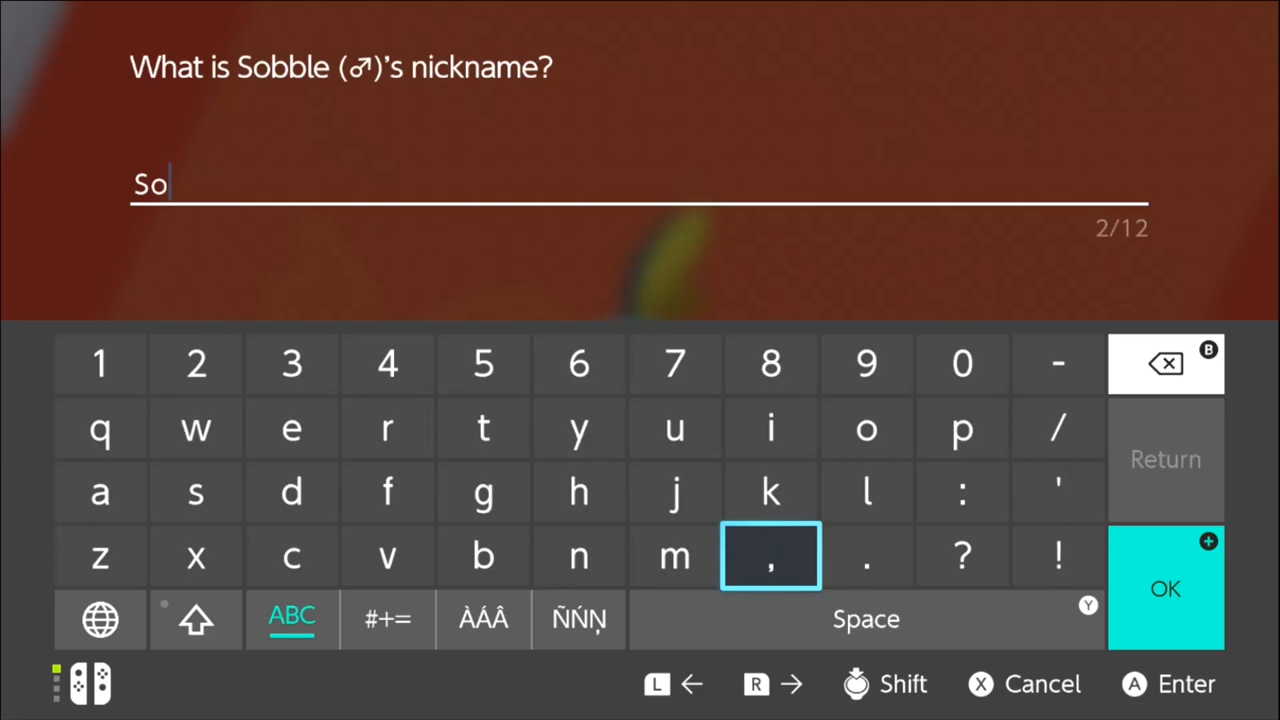 What is Sobble (♂)'s nickname?
So
2/12
1 2 3 4 5 6 7 8 9 0 - B
q w e r t y u i o p / Return
a s d f g h j k l : '
z x c v b n m , . ? ! + OK
ABC #+= ÀÁÂ ÑŃŅ Space Y
L ← R → Shift X Cancel A Enter